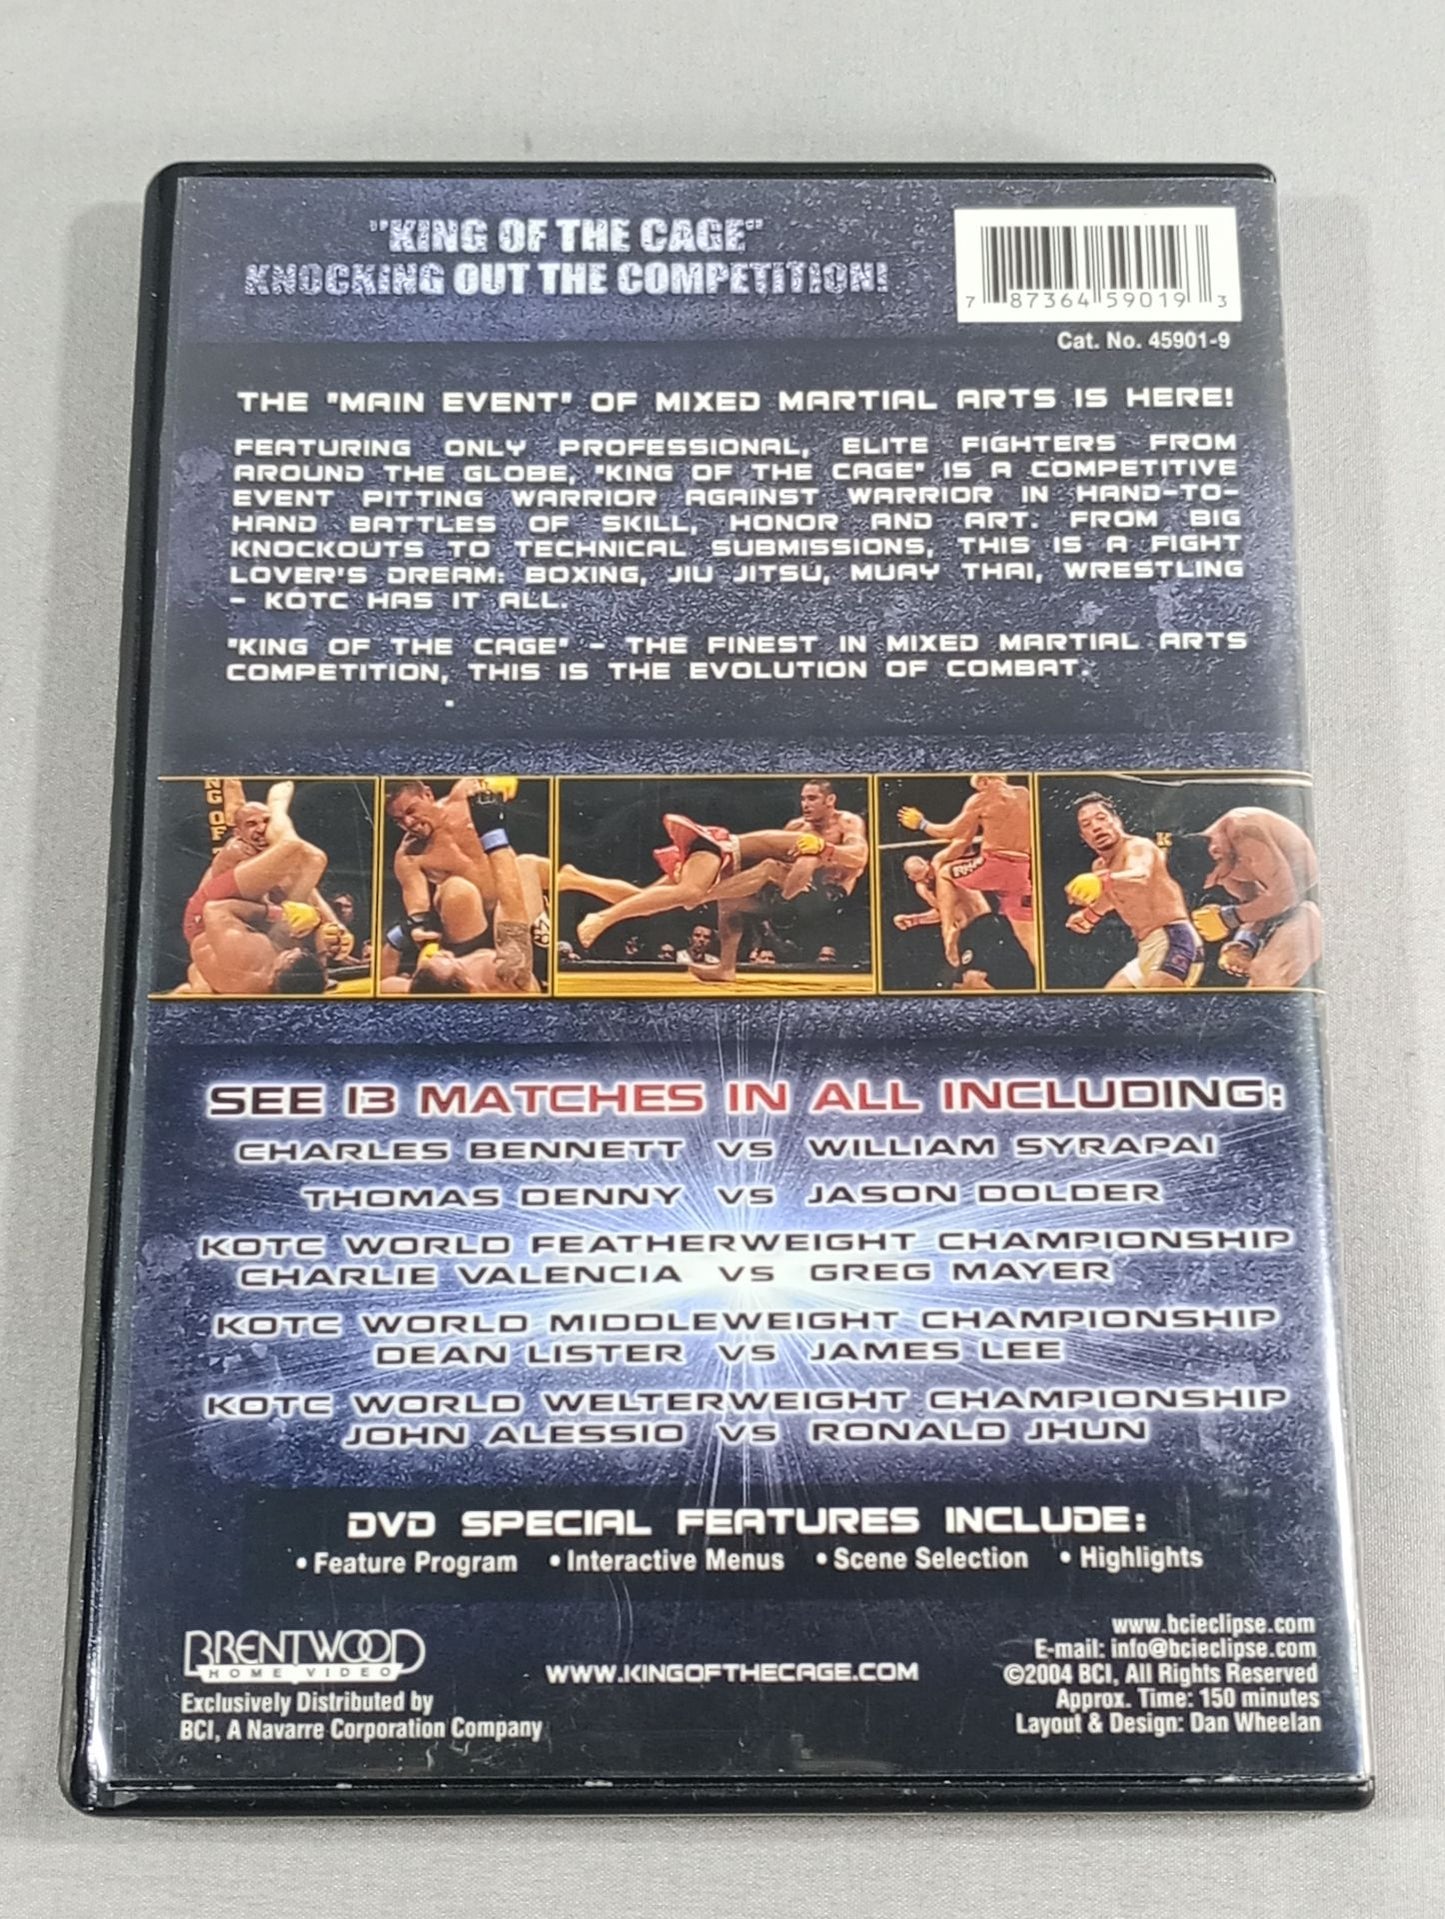 "KING OF THE CAGE"
KNOCKING OUT THE COMPETITION!
7 87364 59019 3
Cat. No. 45901-9
THE "MAIN EVENT" OF MIXED MARTIAL ARTS IS HERE!
FEATURING ONLY PROFESSIONAL, ELITE FIGHTERS FROM
AROUND THE GLOBE, "KING OF THE CAGE" IS A COMPETITIVE
EVENT PITTING WARRIOR AGAINST WARRIOR IN HAND-TO-
HAND BATTLES OF SKILL, HONOR AND ART. FROM BIG
KNOCKOUTS TO TECHNICAL SUBMISSIONS, THIS IS A FIGHT
LOVER'S DREAM: BOXING, JIU JITSU, MUAY THAI, WRESTLING
- KOTC HAS IT ALL.
"KING OF THE CAGE" - THE FINEST IN MIXED MARTIAL ARTS
COMPETITION, THIS IS THE EVOLUTION OF COMBAT.
SEE 13 MATCHES IN ALL INCLUDING:
CHARLES BENNETT VS WILLIAM SYRAPAI
THOMAS DENNY VS JASON DOLDER
KOTC WORLD FEATHERWEIGHT CHAMPIONSHIP
CHARLIE VALENCIA VS GREG MAYER
KOTC WORLD MIDDLEWEIGHT CHAMPIONSHIP
DEAN LISTER VS JAMES LEE
KOTC WORLD WELTERWEIGHT CHAMPIONSHIP
JOHN ALESSIO VS RONALD JHUN
DVD SPECIAL FEATURES INCLUDE:
• Feature Program • Interactive Menus • Scene Selection • Highlights
BRENTWOOD
HOME VIDEO
Exclusively Distributed by
BCI, A Navarre Corporation Company
WWW.KINGOFTHECAGE.COM
www.bcieclipse.com
E-mail: info@bcieclipse.com
©2004 BCI, All Rights Reserved
Approx. Time: 150 minutes
Layout & Design: Dan Wheelan